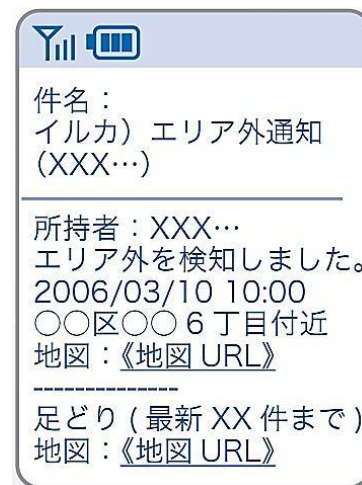 件名：
イルカ）エリア外通知
(XXX…)
所持者：XXX…
エリア外を検知しました。
2006/03/10 10:00
○○区○○ 6 丁目付近
地図：《地図 URL》
--------------
足どり ( 最新 XX 件まで )
地図：《地図 URL》